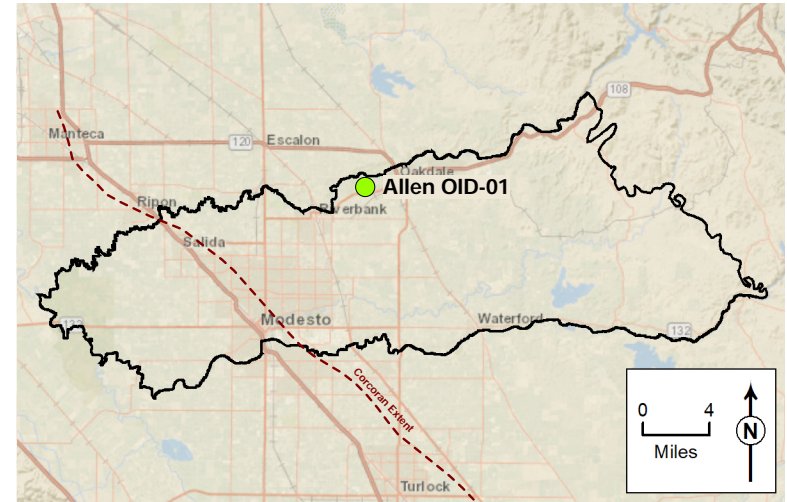 108
Manteca
120
Escalon
Oakdale
Allen OID-01
Ripon
Riverbank
Salida
132
Modesto
Waterford
132
Corcoran Extent
Turlock
0 4
Miles
N